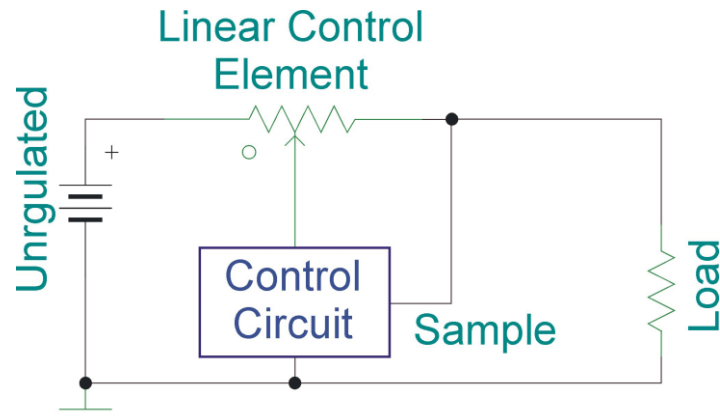 Linear Control
Element
Unrgulated
+
Control
Circuit
Sample
Load